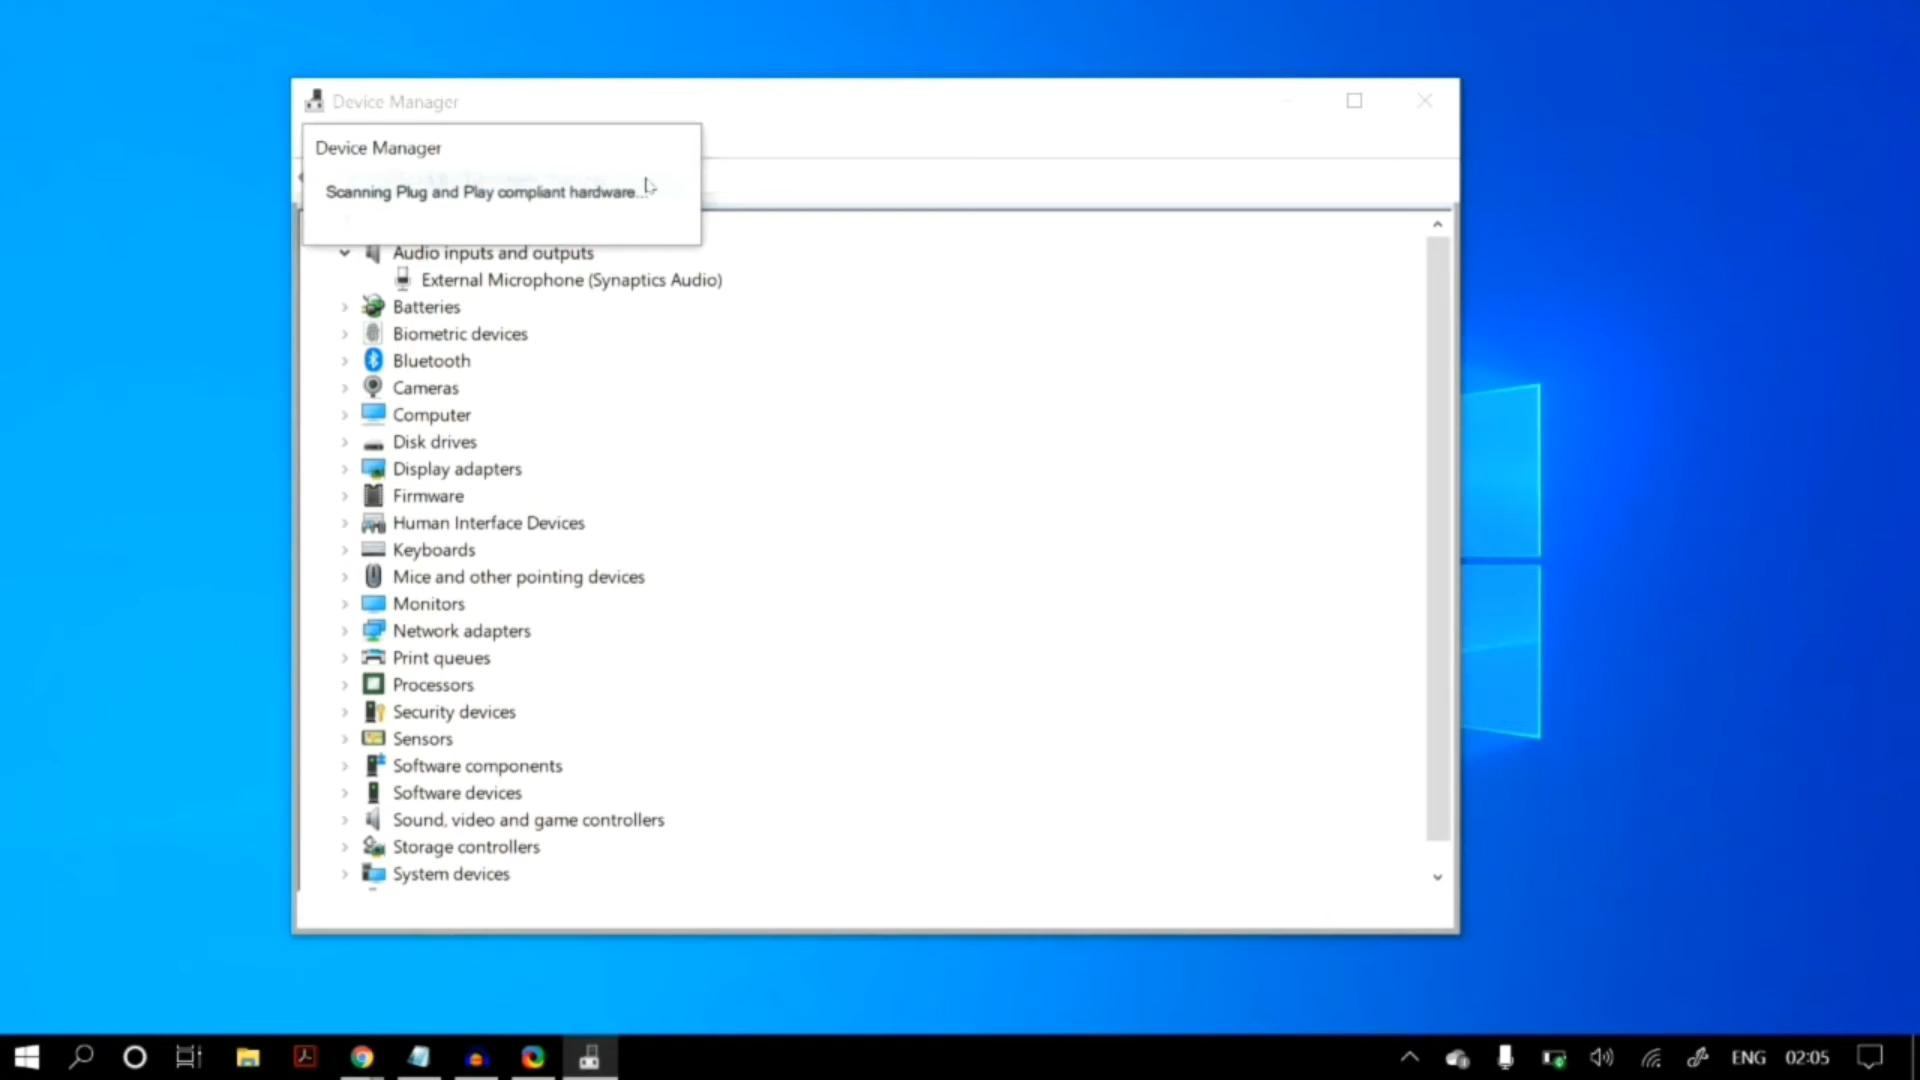 Device Manager
Device Manager
Scanning Plug and Play compliant hardware...
Audio inputs and outputs
External Microphone (Synaptics Audio)
Batteries
Biometric devices
Bluetooth
Cameras
Computer
Disk drives
Display adapters
Firmware
Human Interface Devices
Keyboards
Mice and other pointing devices
Monitors
Network adapters
Print queues
Processors
Security devices
Sensors
Software components
Software devices
Sound, video and game controllers
Storage controllers
System devices
ENG 02:05